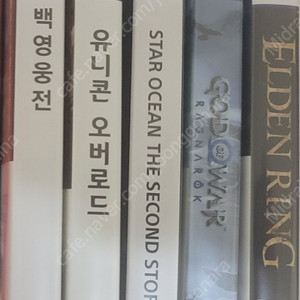 백영웅전
유니콘 오버로드
STAR OCEAN THE SECOND STOR
GOD OF WAR
RAGNARÖK
ELDEN RING